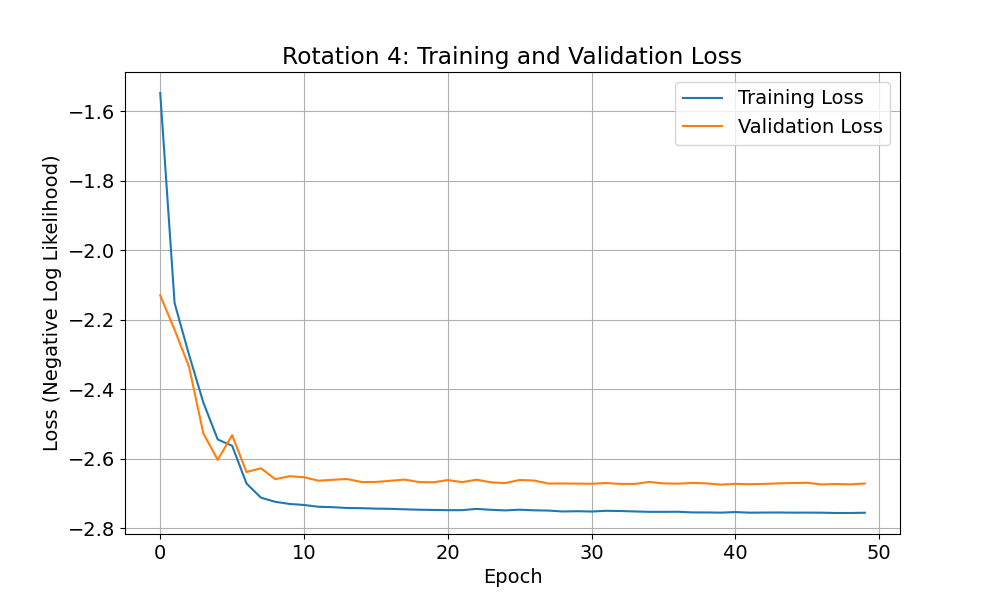 Rotation 4: Training and Validation Loss
Training Loss
Validation Loss
Loss (Negative Log Likelihood)
−1.6
−1.8
−2.0
−2.2
−2.4
−2.6
−2.8
0
10
20
30
40
50
Epoch